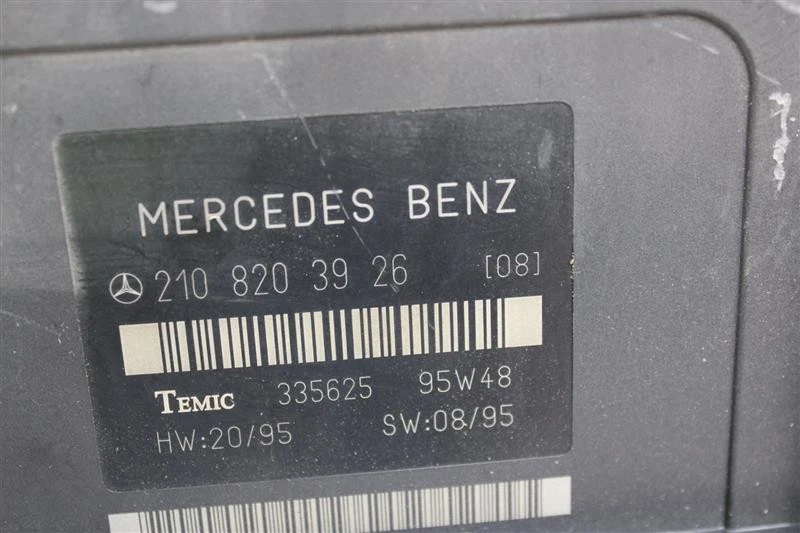 MERCEDES BENZ
210 820 39 26 [08]
TEMIC 335625 95W48
HW:20/95 SW:08/95